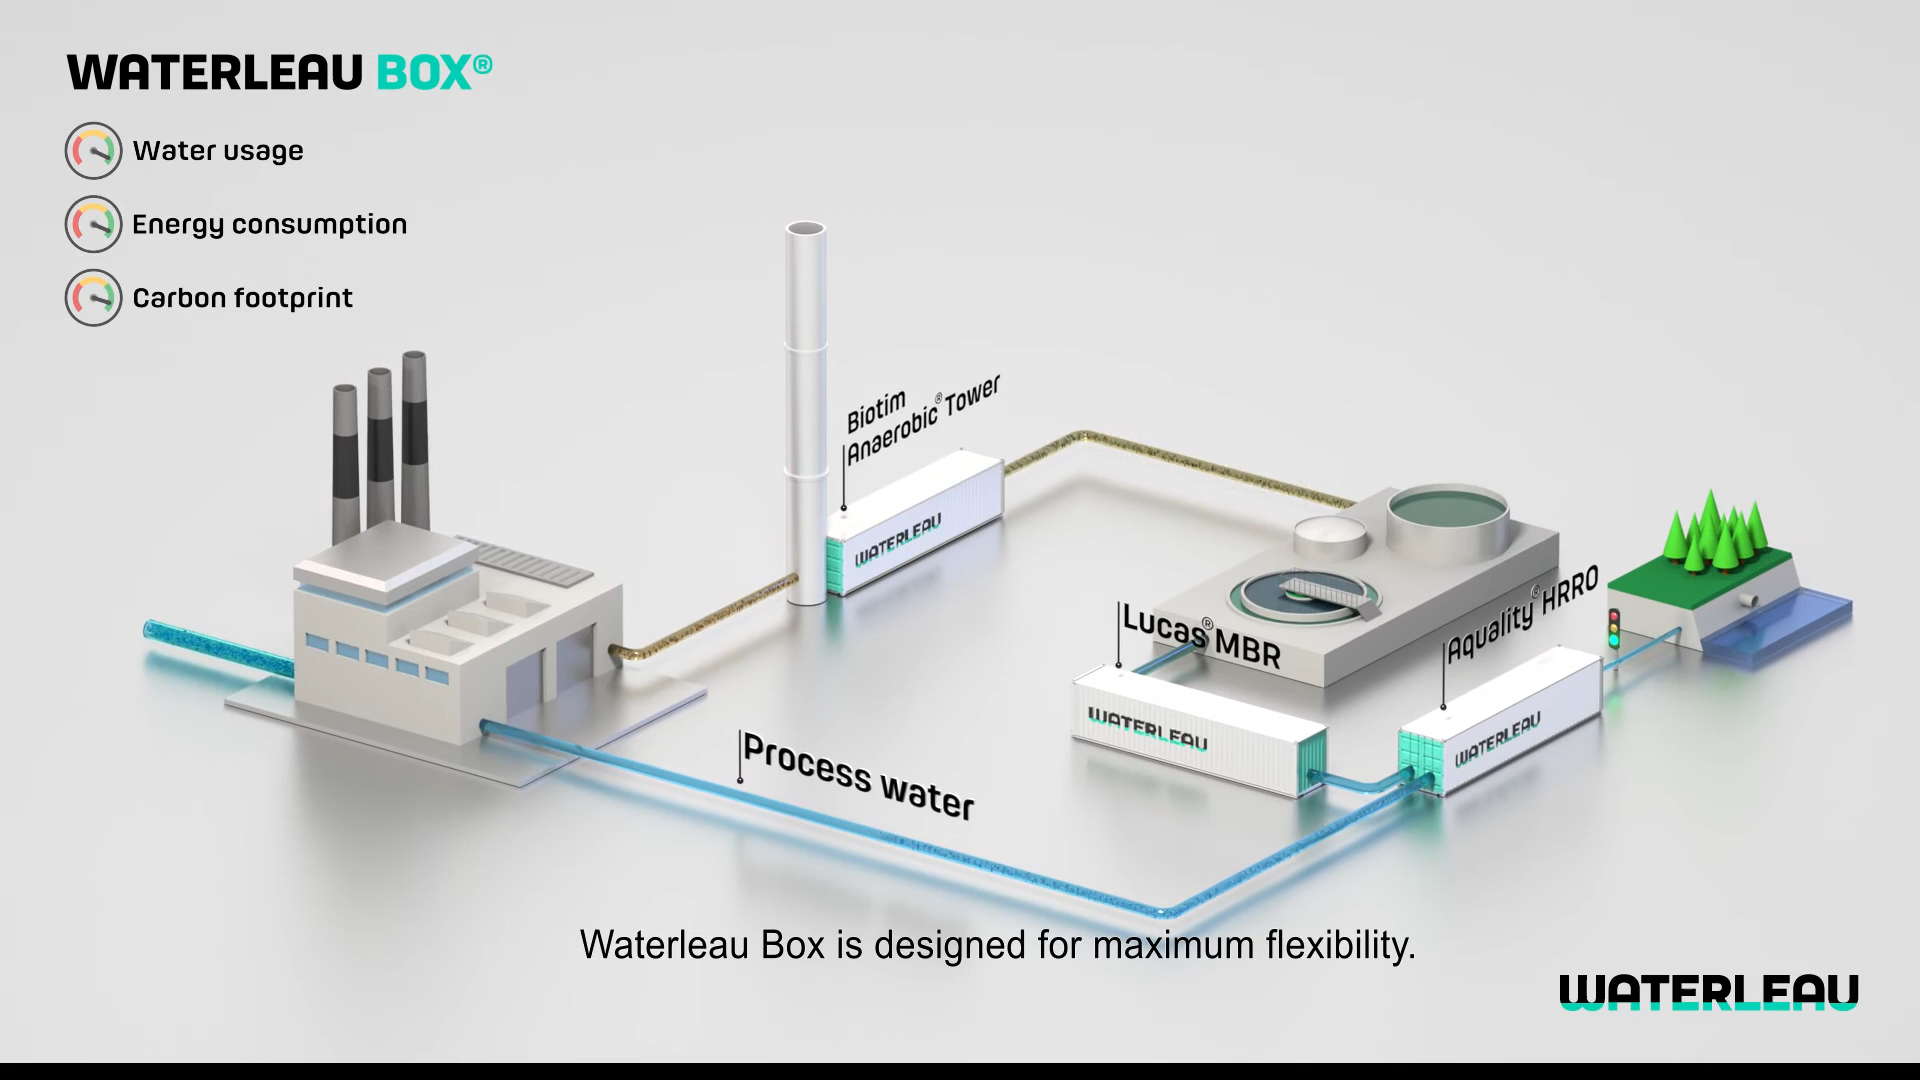 WATERLEAU BOX®
Water usage
Energy consumption
Carbon footprint
Biotim
Anaerobic® Tower
WATERLEAU
Lucas® MBR
WATERLEAU
Aquality® HRRO
WATERLEAU
Process water
Waterleau Box is designed for maximum flexibility.
WATERLEAU